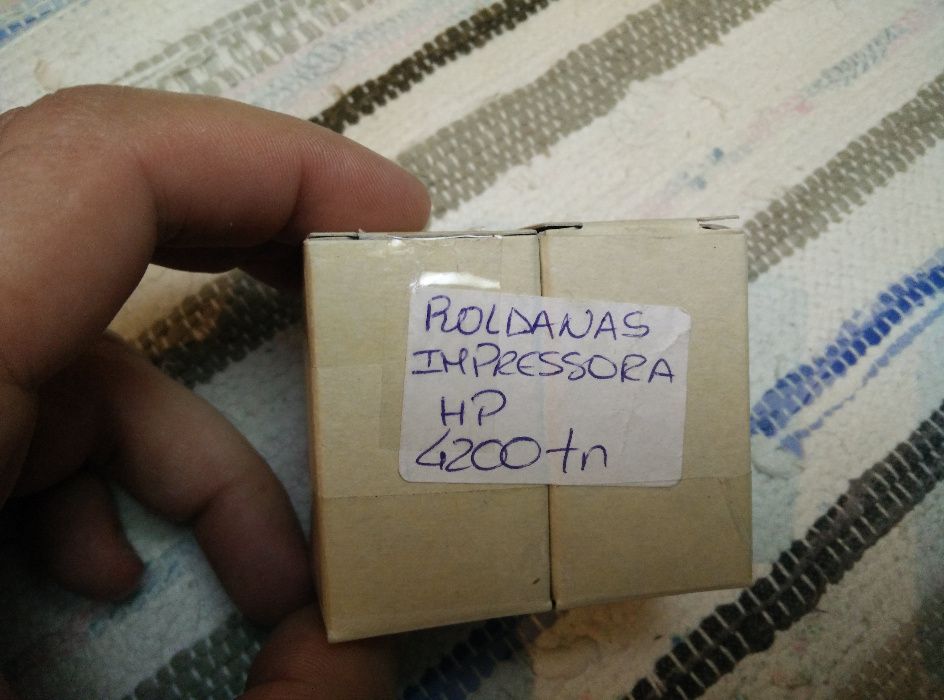 ROLDANAS
IMPRESSORA
HP
4200tn